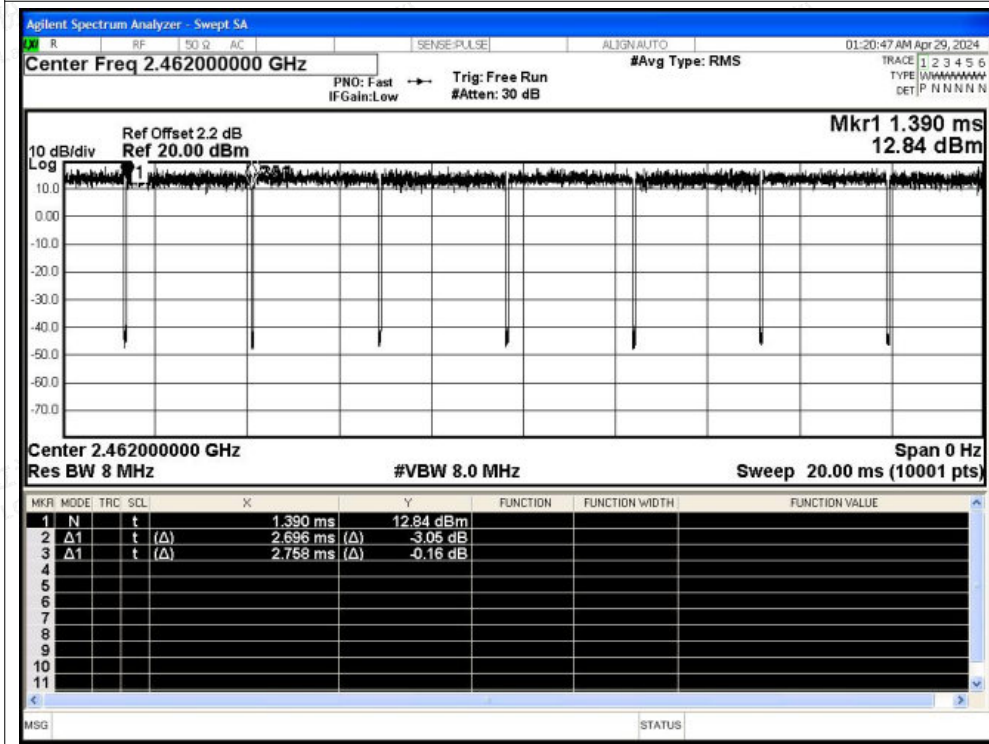 Agilent Spectrum Analyzer - Swept SA
LXI R RF 50 Ω AC SENSE:PULSE ALIGN AUTO 01:20:47 AM Apr 29, 2024
Center Freq 2.462000000 GHz #Avg Type: RMS TRACE 1 2 3 4 5 6
PNO: Fast Trig: Free Run TYPE WWWWWW
IFGain:Low #Atten: 30 dB DET P N N N N N
Mkr1 1.390 ms
Ref Offset 2.2 dB
10 dB/div Ref 20.00 dBm 12.84 dBm
Log
1 2Δ1
10.0
0.00
-10.0
-20.0
-30.0
-40.0
-50.0
-60.0
-70.0
Center 2.462000000 GHz Span 0 Hz
Res BW 8 MHz #VBW 8.0 MHz Sweep 20.00 ms (10001 pts)
MKR MODE TRC SCL X Y FUNCTION FUNCTION WIDTH FUNCTION VALUE
1 N t 1.390 ms 12.84 dBm
2 Δ1 t (Δ) 2.696 ms (Δ) -3.05 dB
3 Δ1 t (Δ) 2.758 ms (Δ) -0.16 dB
4
5
6
7
8
9
10
11
MSG STATUS